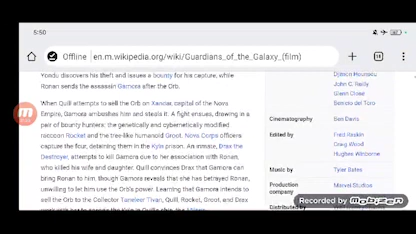 5:50
Offline en.m.wikipedia.org/wiki/Guardians_of_the_Galaxy_(film)
Yondu discovers his theft and issues a bounty for his capture, while
Ronan sends the assassin Gamora after the Orb.
When Quill attempts to sell the Orb on Xandar, capital of the Nova
Empire, Gamora ambushes him and steals it. A fight ensues, drawing in a
pair of bounty hunters: the genetically and cybernetically modified
raccoon Rocket and the tree-like humanoid Groot. Nova Corps officers
capture the four, detaining them in the Kyln prison. An inmate, Drax the
Destroyer, attempts to kill Gamora due to her association with Ronan,
who killed his wife and daughter. Quill convinces Drax that Gamora can
bring Ronan to him, though Gamora reveals that she has betrayed Ronan,
unwilling to let him use the Orb's power. Learning that Gamora intends to
sell the Orb to the Collector Taneleer Tivan, Quill, Rocket, Groot, and Drax
Djimon Hounsou
John C. Reilly
Glenn Close
Benicio del Toro
Cinematography Ben Davis
Edited by Fred Raskin
Craig Wood
Hughes Winborne
Music by Tyler Bates
Production
company
Marvel Studios
Distributed by
Recorded by MOBIZEN